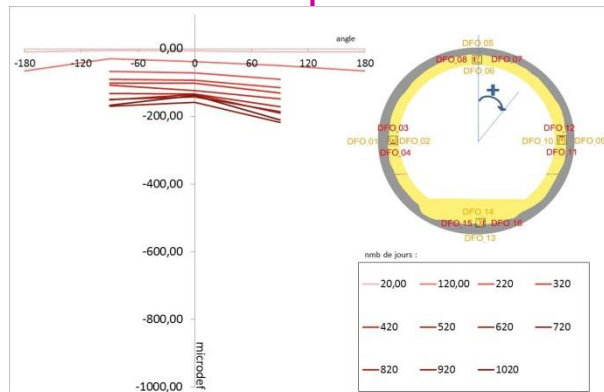 0,00
angle
-180 -120 -60 0 60 120 180
-200,00
-400,00
-600,00
-800,00
-1000,00
microdef
DFO 05
DFO_08 DFO_07
DFO_06
DFO_03 DFO_12
DFO_01 DFO_02 DFO_10 DFO_09
DFO_04 DFO_11
DFO_14
DFO_15 DFO_16
DFO_13
nmb de jours :
20,00 120,00 220 320
420 520 620 720
820 920 1020